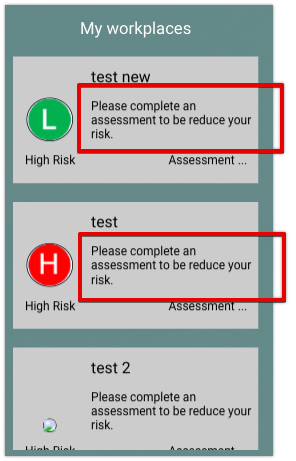 My workplaces
test new
Please complete an
assessment to be reduce your
risk.
L
High Risk
Assessment ...
test
Please complete an
assessment to be reduce your
risk.
H
High Risk
Assessment ...
test 2
Please complete an
assessment to be reduce your
risk.
High Risk
Assessment ...